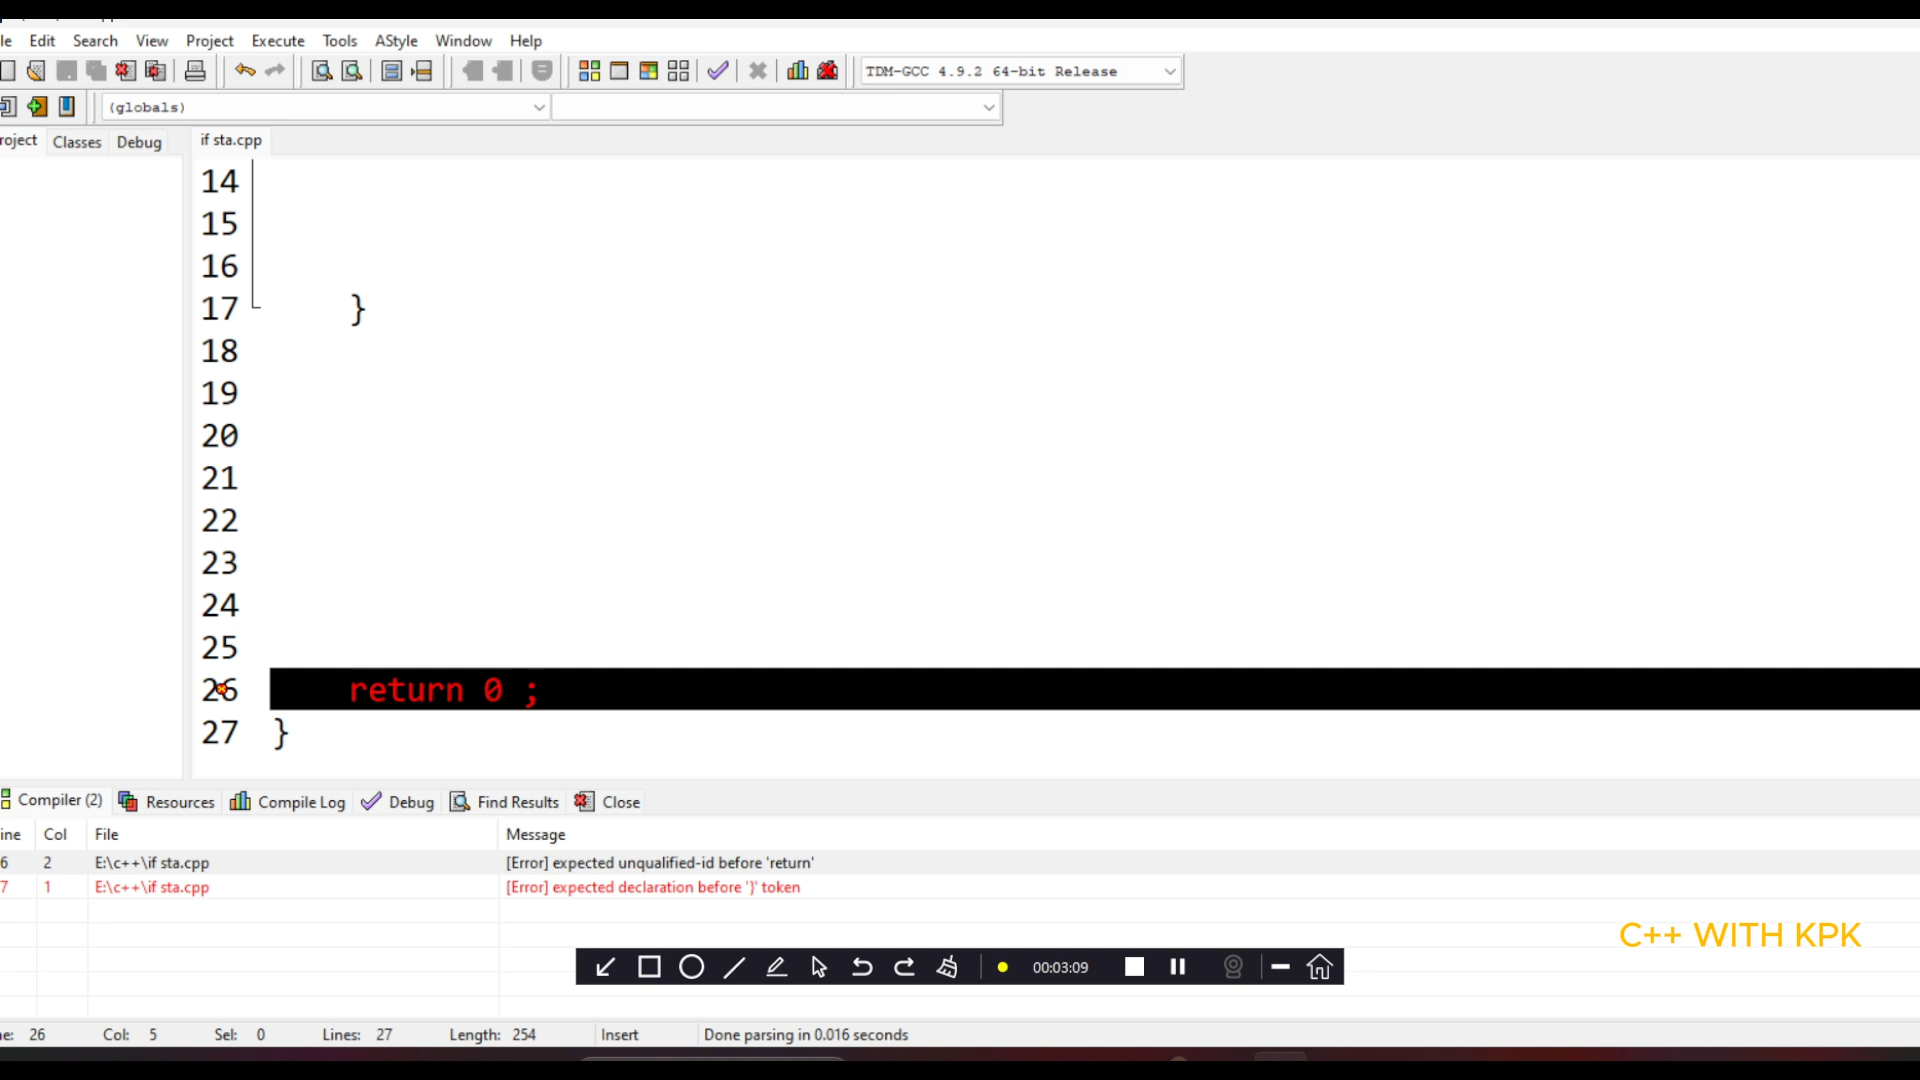 le Edit Search View Project Execute Tools AStyle Window Help
TDM-GCC 4.9.2 64-bit Release
(globals)
roject Classes Debug if sta.cpp
14
15
16
17 }
18
19
20
21
22
23
24
25
26 return 0 ;
27 }
Compiler (2) Resources Compile Log Debug Find Results Close
ine Col File Message
6 2 E:\c++\if sta.cpp [Error] expected unqualified-id before 'return'
7 1 E:\c++\if sta.cpp [Error] expected declaration before '}' token
C++ WITH KPK
00:03:09
e: 26 Col: 5 Sel: 0 Lines: 27 Length: 254 Insert Done parsing in 0.016 seconds